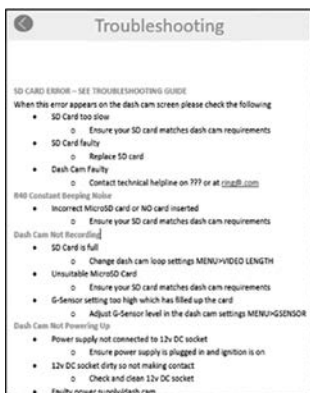 Troubleshooting
SD CARD ERROR – SEE TROUBLESHOOTING GUIDE
When this error appears on the dash cam screen please check the following
• SD Card too slow
o Ensure your SD card matches dash cam requirements
• SD Card faulty
o Replace SD card
• Dash Cam Faulty
o Contact technical helpline on ??? or at
R40 Constant Beeping Noise
• Incorrect MicroSD card or NO card inserted
o Ensure your SD card matches dash cam requirements
Dash Cam Not Recording
• SD Card is full
o Change dash cam loop settings MENU>VIDEO LENGTH
• Unsuitable MicroSD Card
o Ensure your SD card matches dash cam requirements
• G-Sensor setting too high which has filled up the card
o Adjust G-Sensor level in the dash cam settings MENU>GSENSOR
Dash Cam Not Powering Up
• Power supply not connected to 12v DC socket
o Ensure power supply is plugged in and ignition is on
• 12v DC socket dirty so not making contact
o Check and clean 12v DC socket
• Faulty power supply/dash cam